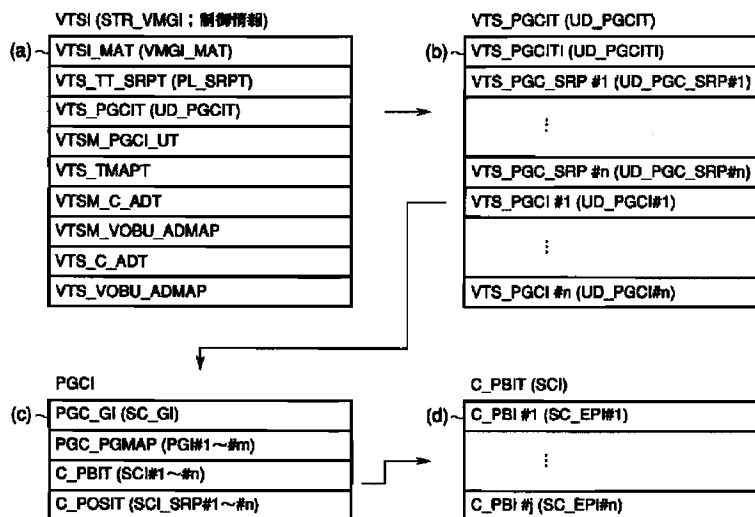 VTSI (STR_VMGI ; 制御情報)
(a)
VTSI_MAT (VMGI_MAT)
VTS_TT_SRPT (PL_SRPT)
VTS_PGCIT (UD_PGCIT)
VTSM_PGCI_UT
VTS_TMAPT
VTSM_C_ADT
VTSM_VOBU_ADMAP
VTS_C_ADT
VTS_VOBU_ADMAP
VTS_PGCIT (UD_PGCIT)
(b)
VTS_PGCITI (UD_PGCITI)
VTS_PGC_SRP #1 (UD_PGC_SRP#1)
⋮
VTS_PGC_SRP #n (UD_PGC_SRP#n)
VTS_PGCI #1 (UD_PGCI#1)
⋮
VTS_PGCI #n (UD_PGCI#n)
PGCI
(c)
PGC_GI (SC_GI)
PGC_PGMAP (PGI#1~#m)
C_PBIT (SCI#1~#n)
C_POSIT (SCI_SRP#1~#n)
C_PBIT (SCI)
(d)
C_PBI #1 (SC_EPI#1)
⋮
C_PBI #j (SC_EPI#n)